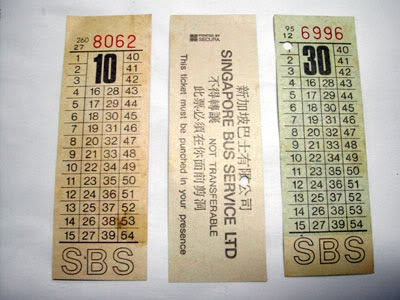 260 8062
27
1 10 40
2 41
3 42
4 16 28 43
5 17 29 44
6 18 30 45
7 19 31 46
8 20 32 47
9 21 33 48
10 22 34 49
11 23 35 50
12 24 36 51
13 25 37 52
14 26 38 53
15 27 39 54
SBS
PRINTED BY
SECURA
新加坡巴士有限公司
SINGAPORE BUS SERVICE LTD
不得轉讓 NOT TRANSFERABLE
此票必須在你面前剪洞
This ticket must be punched in your presence
95 6996
12
1 30 40
2 41
3 42
4 16 28 43
5 17 29 44
6 18 30 45
7 19 31 46
8 20 32 47
9 21 33 48
10 22 34 49
11 23 35 50
12 24 36 51
13 25 37 52
14 26 38 53
15 27 39 54
SBS